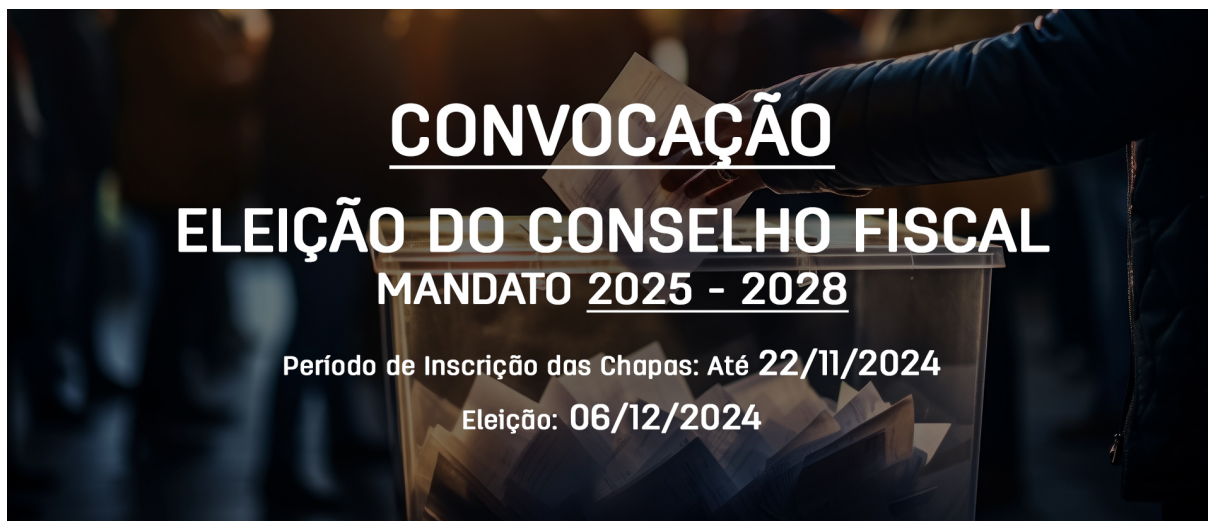 CONVOCAÇÃO
ELEIÇÃO DO CONSELHO FISCAL
MANDATO 2025 - 2028
Período de Inscrição das Chapas: Até 22/11/2024
Eleição: 06/12/2024